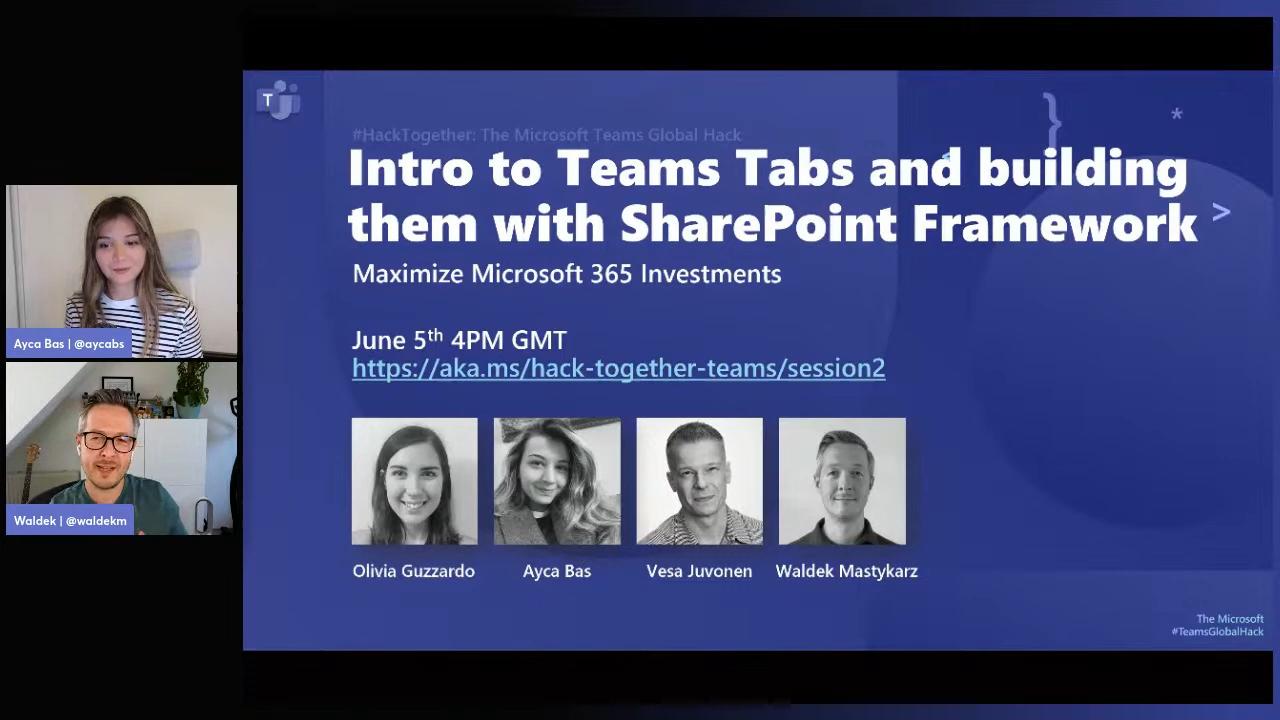 T
#HackTogether: The Microsoft Teams Global Hack
Intro to Teams Tabs and building
them with SharePoint Framework
}
*
>
Maximize Microsoft 365 Investments
June 5th 4PM GMT
https://aka.ms/hack-together-teams/session2
Ayca Bas | @aycabs
Waldek | @waldekm
Olivia Guzzardo
Ayca Bas
Vesa Juvonen
Waldek Mastykarz
The Microsoft
#TeamsGlobalHack